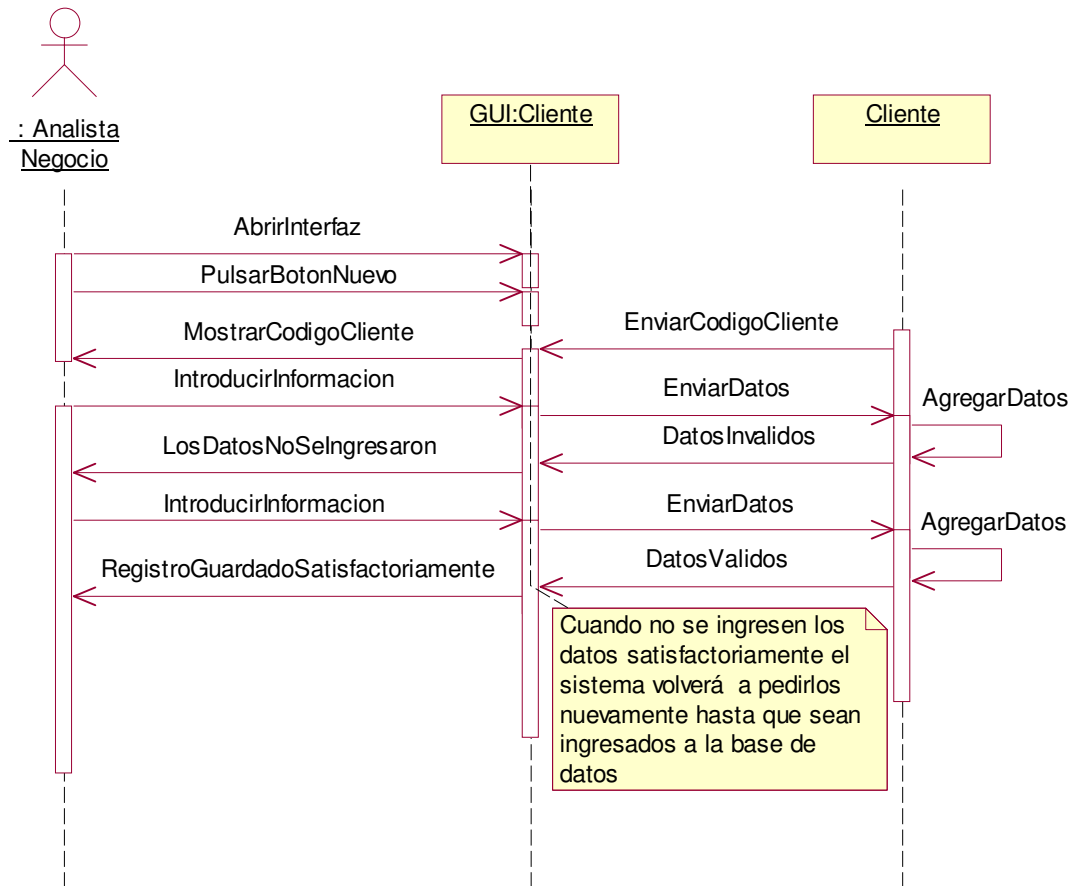 : Analista
Negocio
GUI:Cliente
Cliente
AbrirInterfaz
PulsarBotonNuevo
MostrarCodigoCliente
EnviarCodigoCliente
IntroducirInformacion
EnviarDatos
AgregarDatos
LosDatosNoSeIngresaron
DatosInvalidos
IntroducirInformacion
EnviarDatos
AgregarDatos
RegistroGuardadoSatisfactoriamente
DatosValidos
Cuando no se ingresen los
datos satisfactoriamente el
sistema volverá a pedirlos
nuevamente hasta que sean
ingresados a la base de
datos